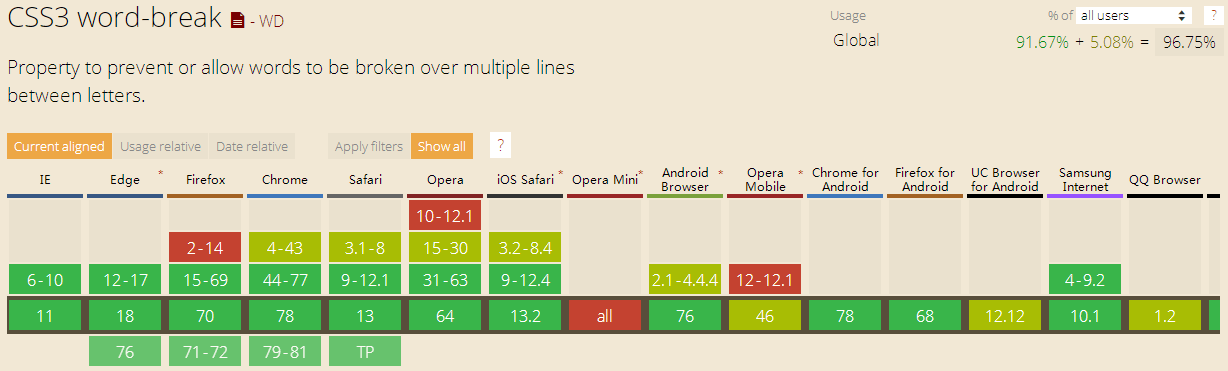 CSS3 word-break - WD
Usage % of all users ?
Global 91.67% + 5.08% = 96.75%
Property to prevent or allow words to be broken over multiple lines
between letters.
Current aligned Usage relative Date relative Apply filters Show all ?
IE Edge * Firefox Chrome Safari Opera iOS Safari * Opera Mini * Android Browser * Opera Mobile * Chrome for Android Firefox for Android UC Browser for Android Samsung Internet QQ Browser
10-12.1
2-14 4-43 3.1-8 15-30 3.2-8.4
6-10 12-17 15-69 44-77 9-12.1 31-63 9-12.4 2.1-4.4.4 12-12.1 4-9.2
11 18 70 78 13 64 13.2 all 76 46 78 68 12.12 10.1 1.2
76 71-72 79-81 TP